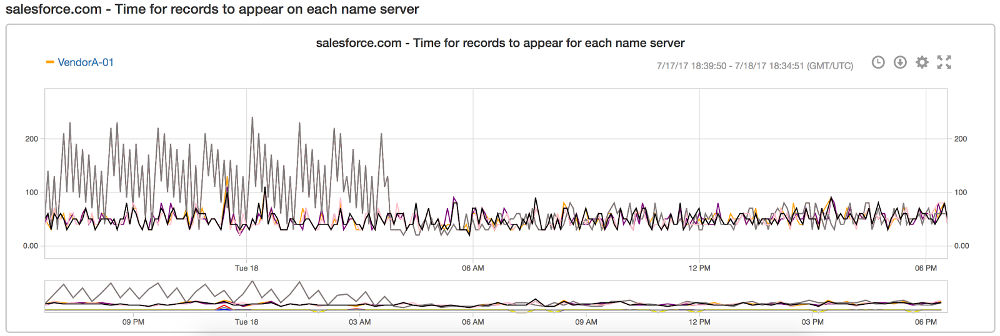 salesforce.com - Time for records to appear on each name server
salesforce.com - Time for records to appear for each name server
VendorA-01
7/17/17 18:39:50 - 7/18/17 18:34:51 (GMT/UTC)
200 200
100 100
0.00 0.00
Tue 18 06 AM 12 PM 06 PM
09 PM Tue 18 03 AM 06 AM 09 AM 12 PM 03 PM 06 PM